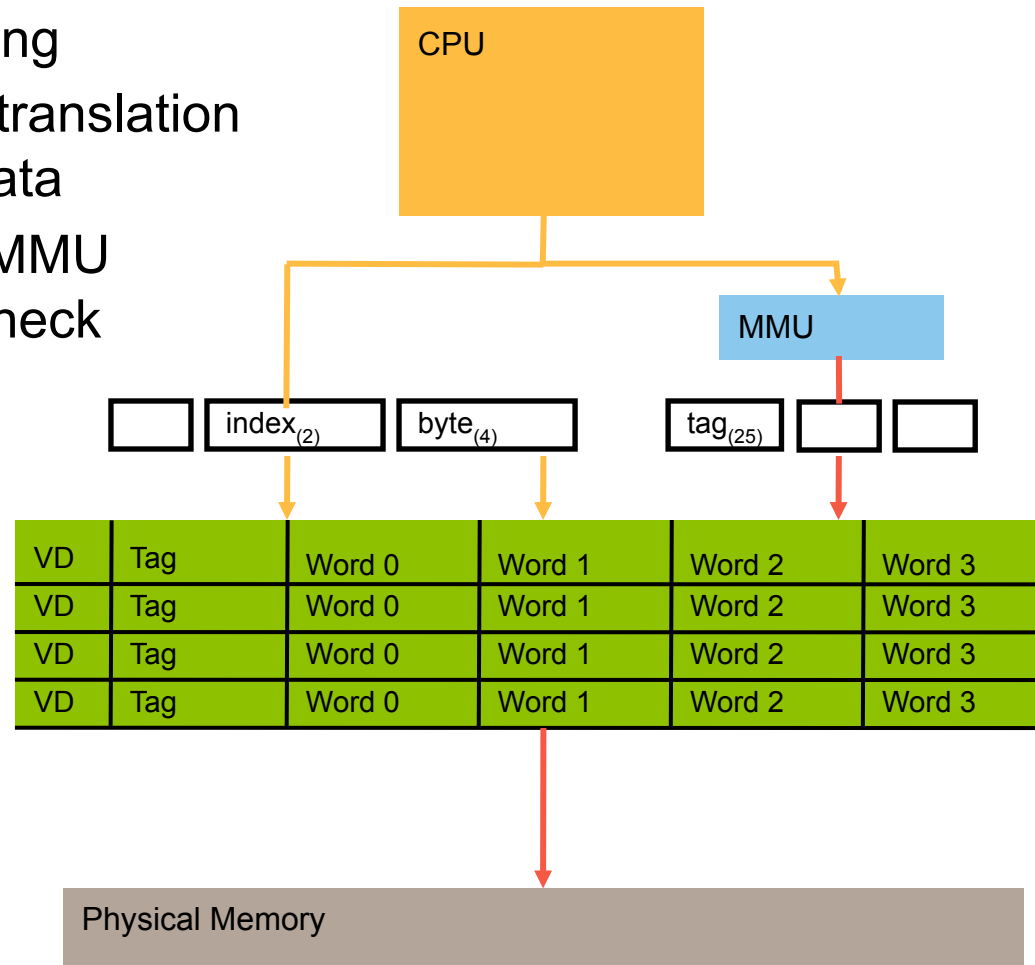 ng
translation
ata
MMU
heck
CPU
MMU
index(2)
byte(4)
tag(25)
VD Tag Word 0 Word 1 Word 2 Word 3
VD Tag Word 0 Word 1 Word 2 Word 3
VD Tag Word 0 Word 1 Word 2 Word 3
VD Tag Word 0 Word 1 Word 2 Word 3
Physical Memory